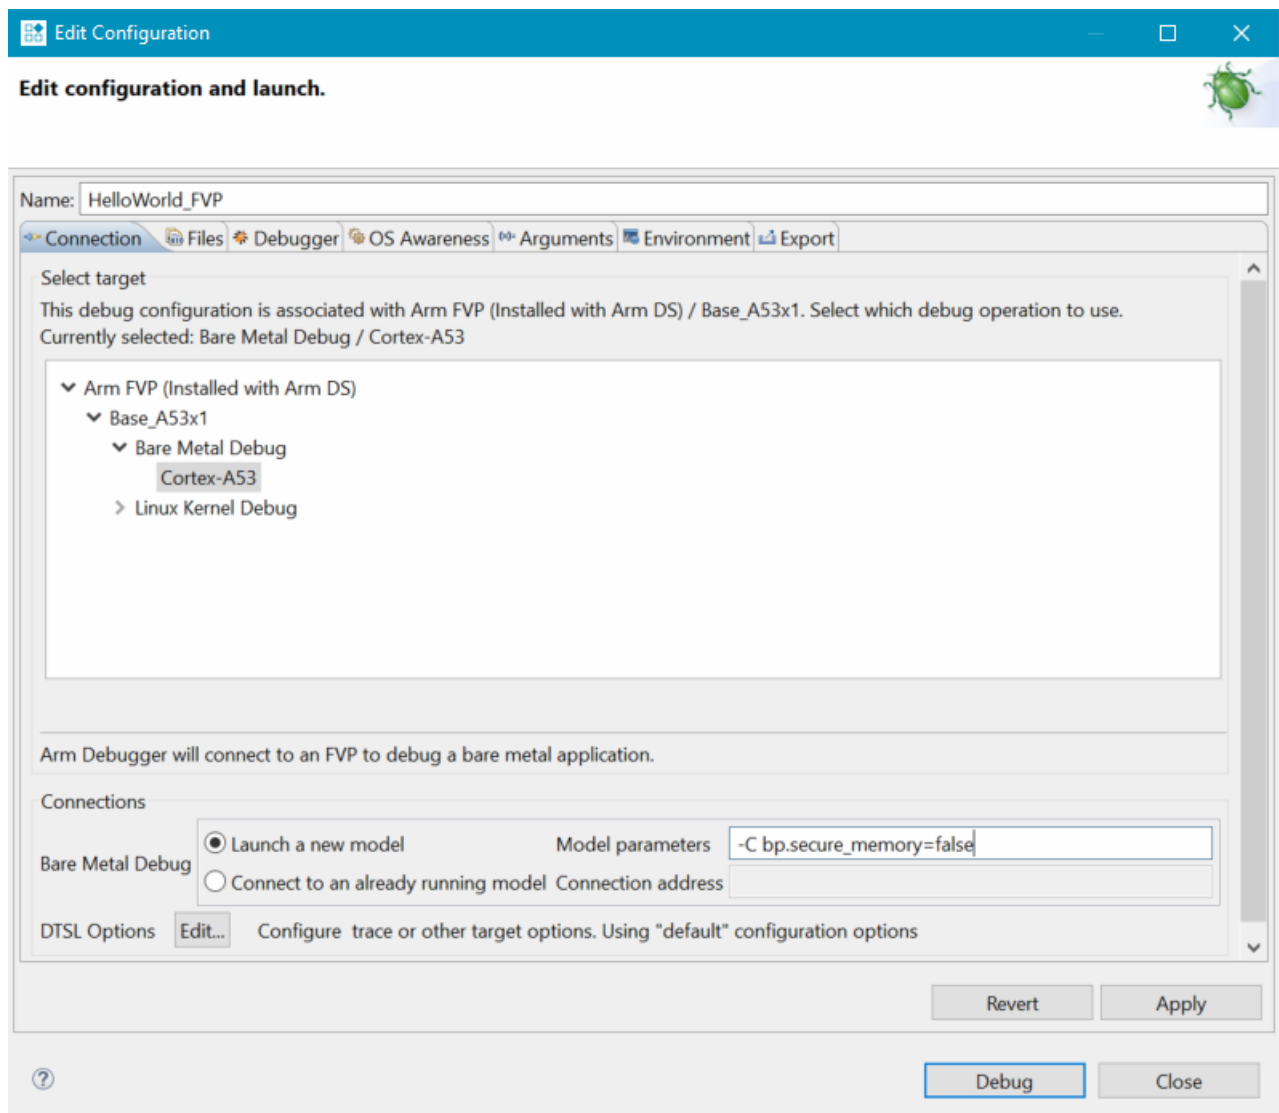 Edit Configuration
Edit configuration and launch.
Name: HelloWorld_FVP
Connection Files Debugger OS Awareness Arguments Environment Export
Select target
This debug configuration is associated with Arm FVP (Installed with Arm DS) / Base_A53x1. Select which debug operation to use.
Currently selected: Bare Metal Debug / Cortex-A53
Arm FVP (Installed with Arm DS)
Base_A53x1
Bare Metal Debug
Cortex-A53
Linux Kernel Debug
Arm Debugger will connect to an FVP to debug a bare metal application.
Connections
Bare Metal Debug
Launch a new model Model parameters -C bp.secure_memory=false
Connect to an already running model Connection address
DTSL Options Edit... Configure trace or other target options. Using "default" configuration options
Revert Apply
? Debug Close